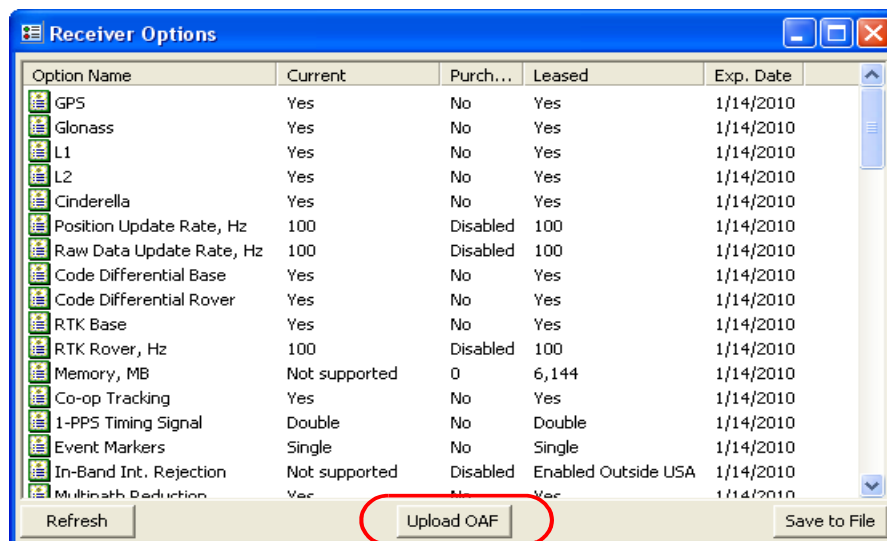 Receiver Options
Option Name Current Purch... Leased Exp. Date
GPS Yes No Yes 1/14/2010
Glonass Yes No Yes 1/14/2010
L1 Yes No Yes 1/14/2010
L2 Yes No Yes 1/14/2010
Cinderella Yes No Yes 1/14/2010
Position Update Rate, Hz 100 Disabled 100 1/14/2010
Raw Data Update Rate, Hz 100 Disabled 100 1/14/2010
Code Differential Base Yes No Yes 1/14/2010
Code Differential Rover Yes No Yes 1/14/2010
RTK Base Yes No Yes 1/14/2010
RTK Rover, Hz 100 Disabled 100 1/14/2010
Memory, MB Not supported 0 6,144 1/14/2010
Co-op Tracking Yes No Yes 1/14/2010
1-PPS Timing Signal Double No Double 1/14/2010
Event Markers Single No Single 1/14/2010
In-Band Int. Rejection Not supported Disabled Enabled Outside USA 1/14/2010
Multipath Reduction Yes No Yes 1/14/2010
Refresh Upload OAF Save to File